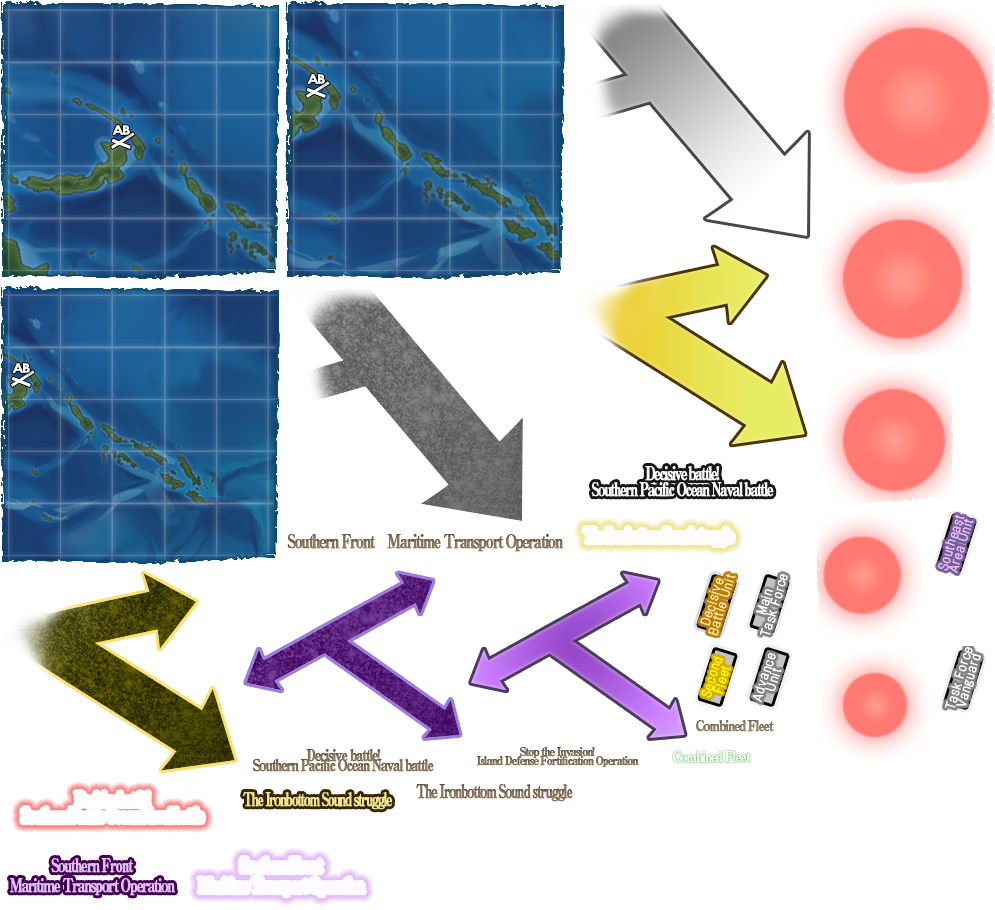 AB
AB
AB
Decisive battle!
Southern Pacific Ocean Naval battle
Southern Front Maritime Transport Operation
Southeast
Area Unit
Decisive
Battle Unit
Main
Task Force
Second
Fleet
Advance
Unit
Task Force
Vanguard
Combined Fleet
Decisive battle!
Southern Pacific Ocean Naval battle
Stop the Invasion!
Island Defense Fortification Operation
Combined Fleet
The Ironbottom Sound struggle
The Ironbottom Sound struggle
Southern Front
Maritime Transport Operation